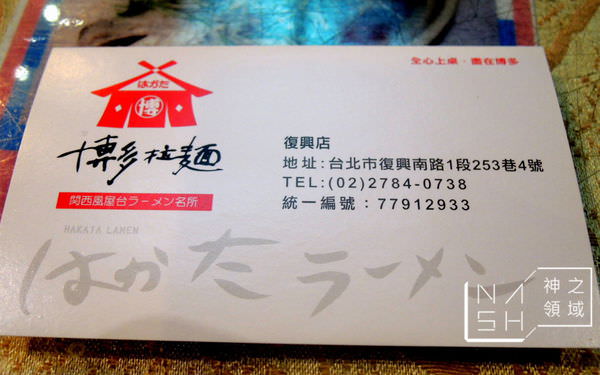 全心上桌．盡在博多
はかた
博
博多拉麵
関西風屋台ラーメン名所
HAKATA LAMEN
はかたラーメン
復興店
地址:台北市復興南路1段253巷4號
TEL:(02)2784-0738
統一編號：77912933
NASH
神之領域